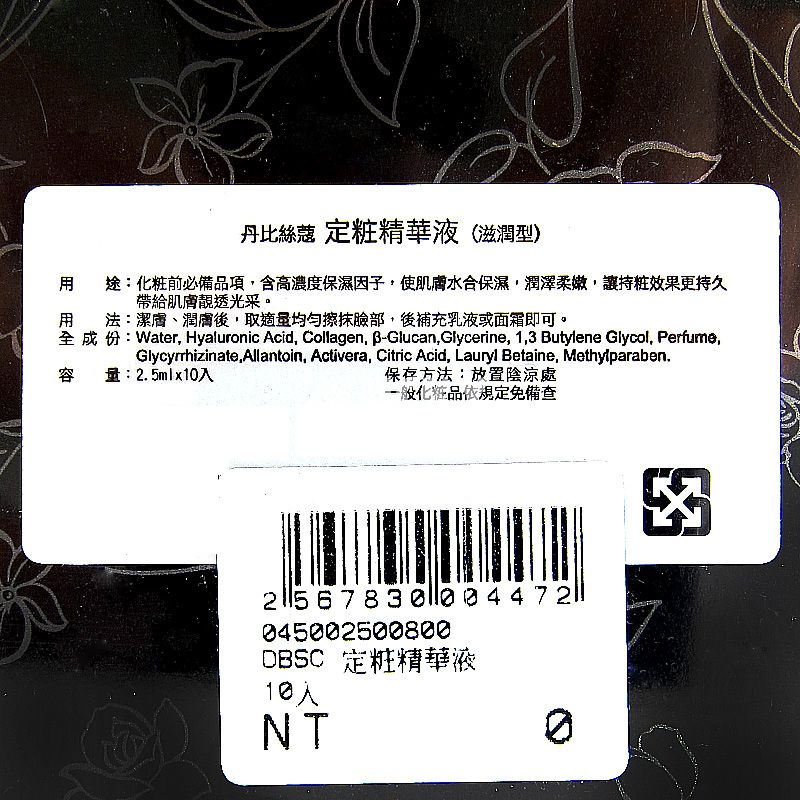 丹比絲蔻 定粧精華液 (滋潤型)
用 途：化粧前必備品項，含高濃度保濕因子，使肌膚水合保濕，潤澤柔嫩，讓持粧效果更持久
帶給肌膚靚透光采。
用 法：潔膚、潤膚後，取適量均勻擦抹臉部，後補充乳液或面霜即可。
全成份：Water, Hyaluronic Acid, Collagen, β-Glucan,Glycerine, 1,3 Butylene Glycol, Perfume,
Glycyrrhizinate,Allantoin, Activera, Citric Acid, Lauryl Betaine, Methylparaben.
容 量：2.5mlx10入 保存方法：放置陰涼處
一般化粧品依規定免備查
2 567830 004472
045002500800
DBSC 定粧精華液
10入
NT 0